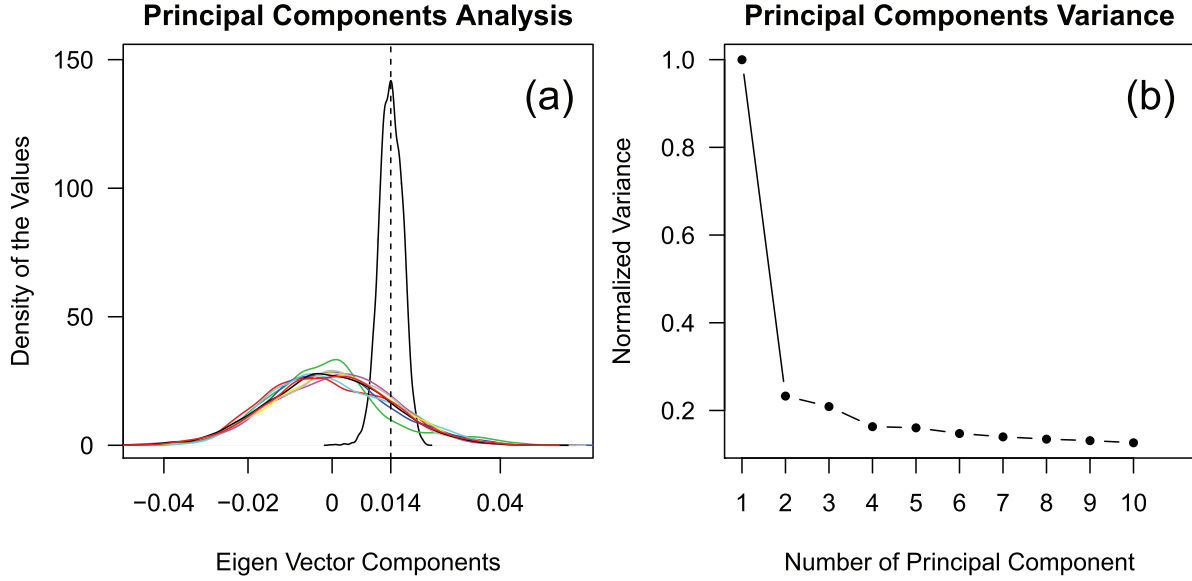 Principal Components Analysis
(a)
Density of the Values
150
100
50
0
−0.04 −0.02 0 0.014 0.04
Eigen Vector Components
Principal Components Variance
(b)
Normalized Variance
1.0
0.8
0.6
0.4
0.2
1 2 3 4 5 6 7 8 9 10
Number of Principal Component